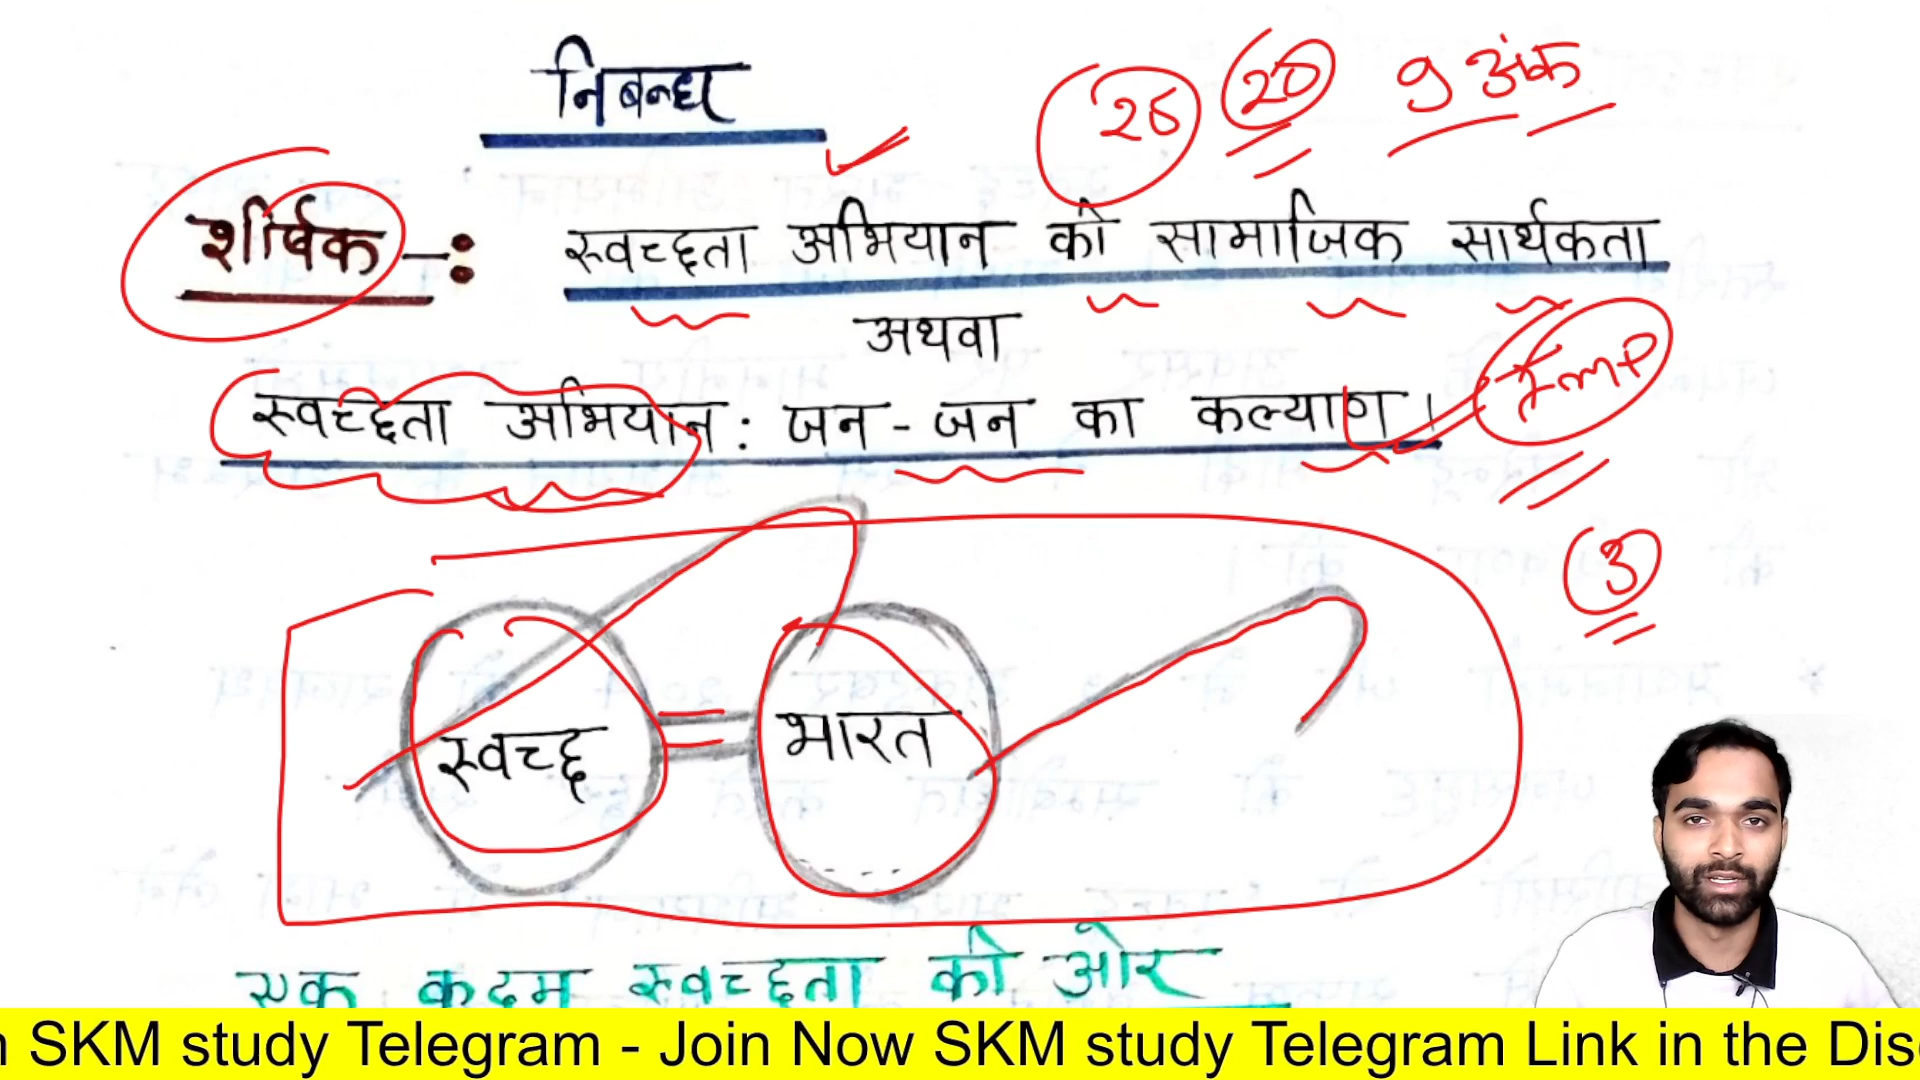 निबन्ध
25 20 9 अंक
शीर्षक -: स्वच्छता अभियान की सामाजिक सार्थकता
अथवा
स्वच्छता अभियान : जन - जन का कल्याण ।
Imp
3
स्वच्छ भारत
एक कदम स्वच्छता की ओर
SKM study Telegram - Join Now SKM study Telegram Link in the